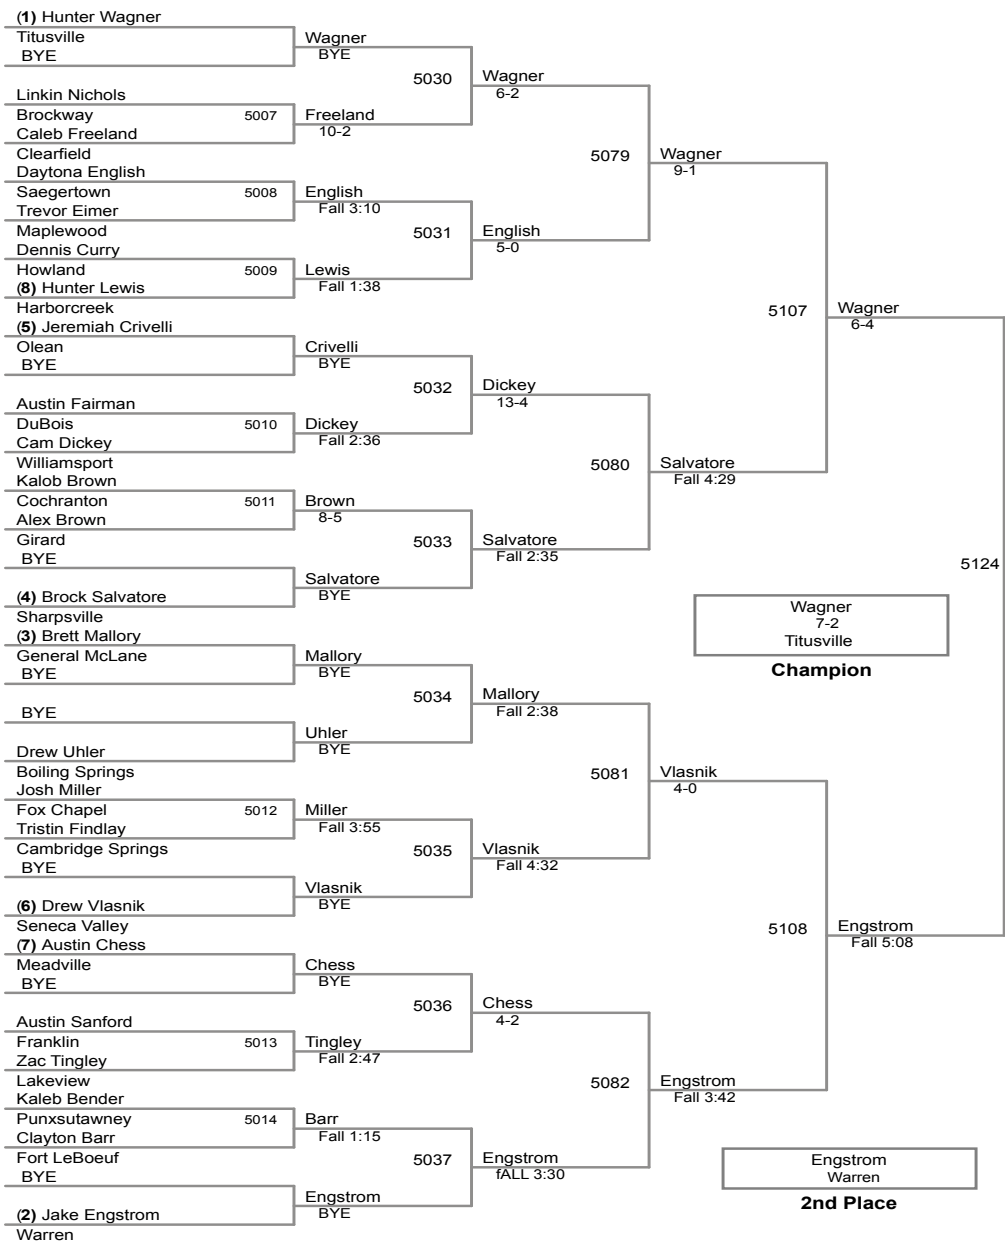 (1) Hunter Wagner
Titusville
BYE
Wagner
BYE
5030
Wagner
6-2
Linkin Nichols
Brockway
5007
Freeland
Caleb Freeland
10-2
Clearfield
5079
Wagner
9-1
Daytona English
Saegertown
5008
English
Trevor Eimer
Fall 3:10
Maplewood
5031
English
5-0
Dennis Curry
Howland
5009
Lewis
(8) Hunter Lewis
Fall 1:38
Harborcreek
5107
Wagner
6-4
(5) Jeremiah Crivelli
Olean
BYE
Crivelli
BYE
5032
Dickey
13-4
Austin Fairman
DuBois
5010
Dickey
Cam Dickey
Fall 2:36
Williamsport
5080
Salvatore
Fall 4:29
Kalob Brown
Cochranton
5011
Brown
Alex Brown
8-5
Girard
5033
Salvatore
Fall 2:35
BYE
Salvatore
BYE
(4) Brock Salvatore
Sharpsville
5124
Wagner
7-2
Titusville
Champion
(3) Brett Mallory
General McLane
BYE
Mallory
BYE
5034
Mallory
Fall 2:38
BYE
Uhler
BYE
Drew Uhler
Boiling Springs
5081
Vlasnik
4-0
Josh Miller
Fox Chapel
5012
Miller
Tristin Findlay
Fall 3:55
Cambridge Springs
5035
Vlasnik
Fall 4:32
BYE
Vlasnik
BYE
(6) Drew Vlasnik
Seneca Valley
5108
Engstrom
Fall 5:08
(7) Austin Chess
Meadville
BYE
Chess
BYE
5036
Chess
4-2
Austin Sanford
Franklin
5013
Tingley
Zac Tingley
Fall 2:47
Lakeview
5082
Engstrom
Fall 3:42
Kaleb Bender
Punxsutawney
5014
Barr
Clayton Barr
Fall 1:15
Fort LeBoeuf
5037
Engstrom
fALL 3:30
BYE
Engstrom
BYE
(2) Jake Engstrom
Warren
Engstrom
Warren
2nd Place